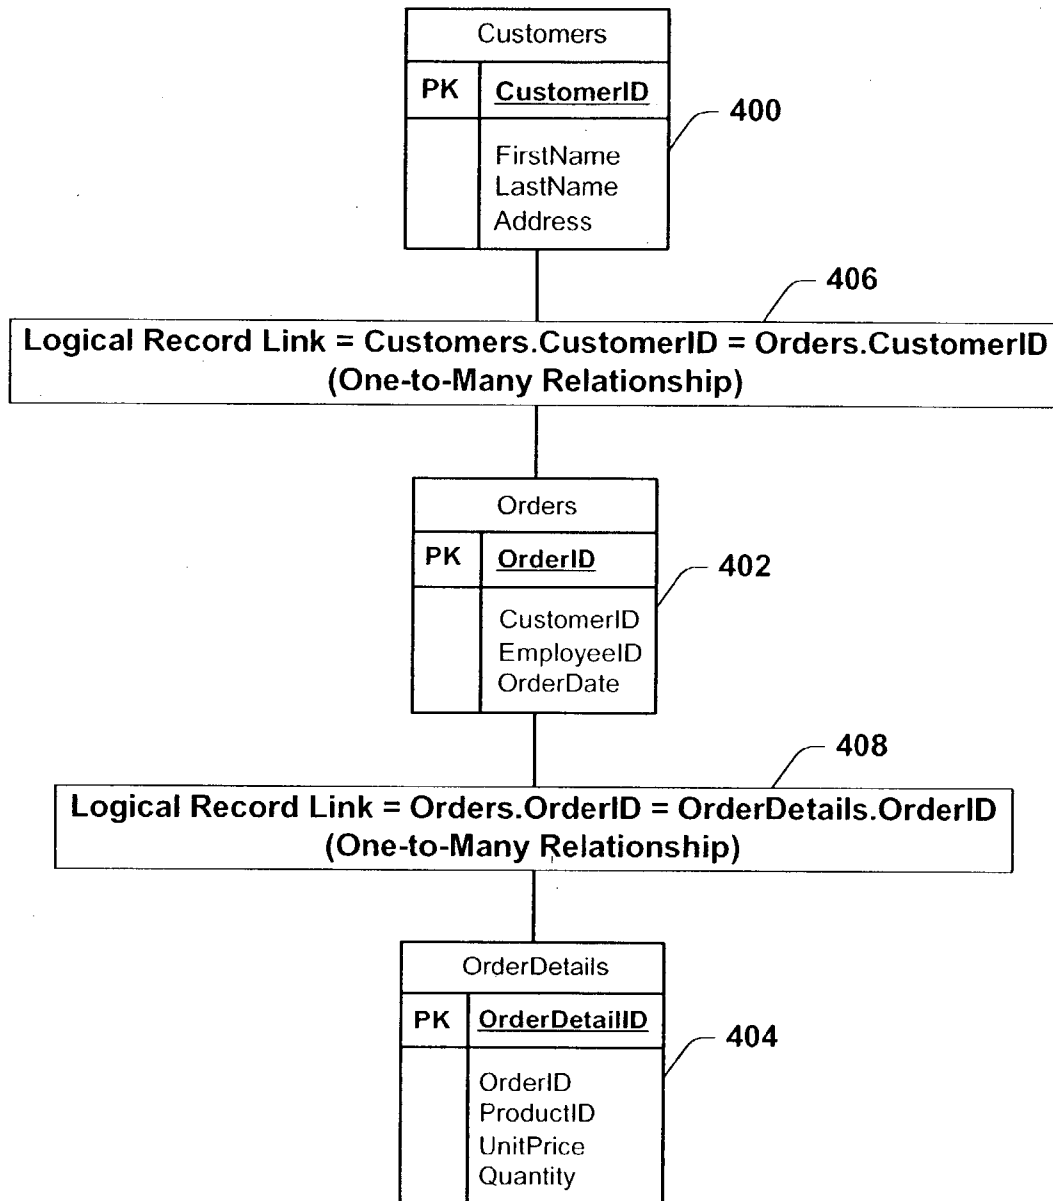 Customers
PK CustomerID
400
FirstName
LastName
Address
406
Logical Record Link = Customers.CustomerID = Orders.CustomerID
(One-to-Many Relationship)
Orders
PK OrderID
402
CustomerID
EmployeeID
OrderDate
408
Logical Record Link = Orders.OrderID = OrderDetails.OrderID
(One-to-Many Relationship)
OrderDetails
PK OrderDetailID
404
OrderID
ProductID
UnitPrice
Quantity